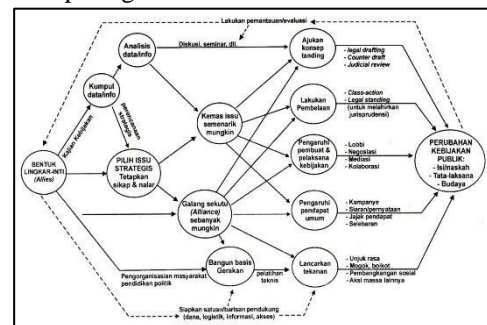 Lakukan pemantauan/evaluasi
Analisis
data/info
Diskusi, seminar, dll.
Ajukan
konsep
tanding
- legal drafting
- Counter draft
- Judicial review
Kumpul
data/info
Kajian Kebijakan
perencanaan
strategis
Kemas issu
semenarik
mungkin
Lakukan
Pembelaan
- Class-action
- Legal standing
(untuk melahirkan
jurisprudensi)
BENTUK
LINGKAR-INTI
(Allies)
PILIH ISSU
STRATEGIS
Tetapkan
sikap & nalar
Pengaruhi
pembuat &
pelaksana
kebijakan
- Lobbi
- Negosiasi
- Mediasi
- Kolaborasi
PERUBAHAN
KEBIJAKAN
PUBLIK:
- Isi/naskah
- Tata-laksana
- Budaya
Galang sekutu
(Alliance)
sebanyak
mungkin
Pengaruhi
pendapat
umum
- Kampanye
- Siaran/pernyataan
- Jajak pendapat
- Selebaran
Bangun basis
Gerakan
pelatihan
teknis
Lancarkan
tekanan
- Unjuk rasa
- Mogok, boikot
- Pembangkangan sosial
- Aksi massa lainnya
Pengorganisasian masyarakat
pendidikan politik
Siapkan satuan/barisan pendukung
(dana, logistik, informasi, akses)